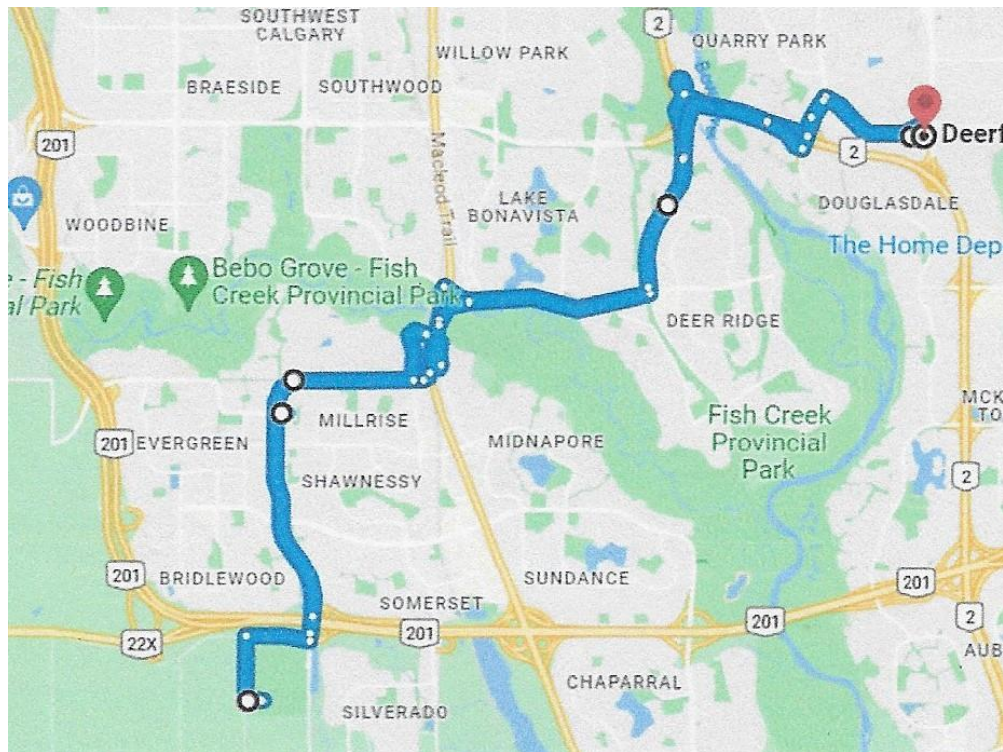 SOUTHWEST
CALGARY
2
QUARRY PARK
WILLOW PARK
BRAESIDE
SOUTHWOOD
Bow
201
Macleod Trail
2
Deerf
LAKE
BONAVISTA
DOUGLASDALE
WOODBINE
The Home Dep
e - Fish
al Park
Bebo Grove - Fish
Creek Provincial Park
DEER RIDGE
MCK
TO
MILLRISE
Fish Creek
Provincial
Park
201
EVERGREEN
MIDNAPORE
2
SHAWNESSY
201
BRIDLEWOOD
SUNDANCE
201
SOMERSET
201
201
2
22X
AUB
CHAPARRAL
SILVERADO